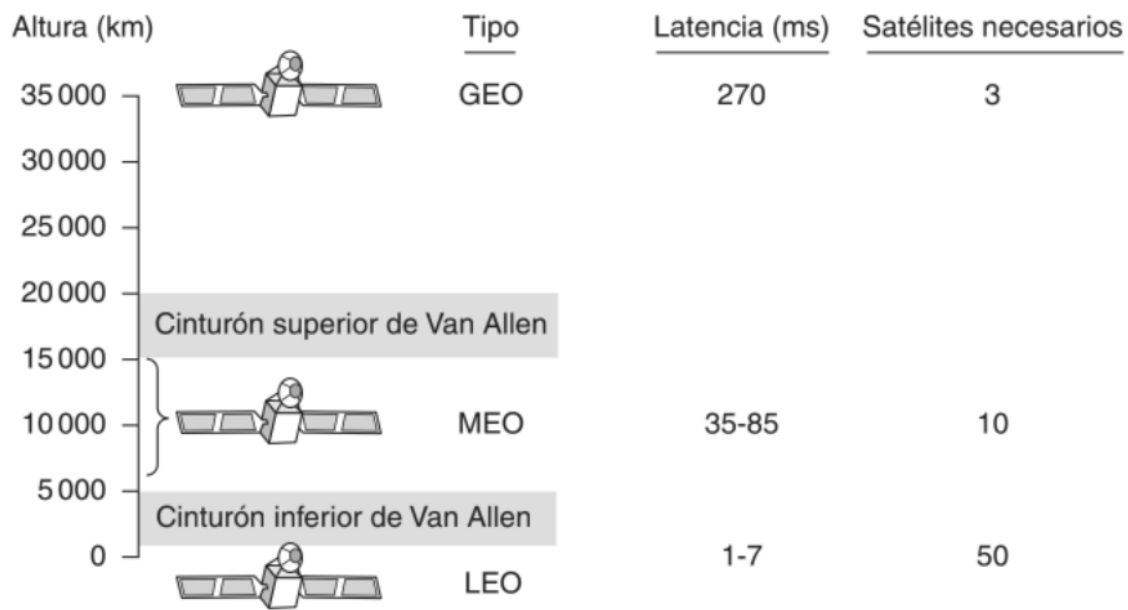 Altura (km) Tipo Latencia (ms) Satélites necesarios
35 000 GEO 270 3
30 000
25 000
20 000
Cinturón superior de Van Allen
15 000
10 000 MEO 35-85 10
5 000
Cinturón inferior de Van Allen
0 1-7 50
LEO